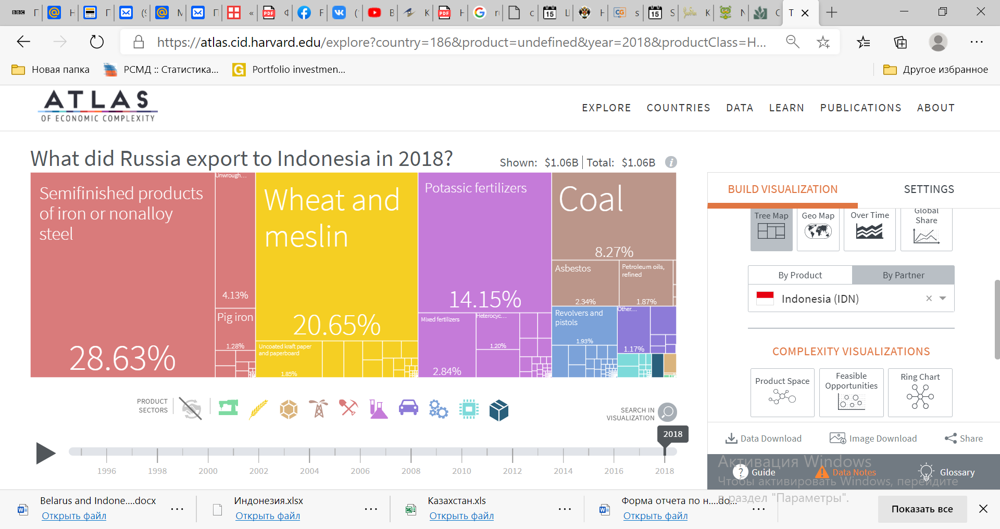 https://atlas.cid.harvard.edu/explore?country=186&product=undefined&year=2018&productClass=H...
Новая папка
РСМД :: Статистика...
Portfolio investmen...
Другое избранное
ATLAS
OF ECONOMIC COMPLEXITY
EXPLORE COUNTRIES DATA LEARN PUBLICATIONS ABOUT
What did Russia export to Indonesia in 2018?
Shown: $1.06B | Total: $1.06B
Semifinished products
of iron or nonalloy
steel
28.63%
Unwrough...
4.13%
Pig iron
1.28%
Wheat and
meslin
20.65%
Uncoated kraft paper
and paperboard
1.85%
Potassic fertilizers
14.15%
Mixed fertilizers
2.84%
Heterocyc...
1.20%
Coal
8.27%
Asbestos
2.34%
Petroleum oils,
refined
1.87%
Revolvers and
pistols
1.93%
Other...
1.17%
BUILD VISUALIZATION
SETTINGS
Tree Map
Geo Map
Over Time
Global
Share
By Product
By Partner
Indonesia (IDN)
COMPLEXITY VISUALIZATIONS
Product Space
Feasible
Opportunities
Ring Chart
PRODUCT
SECTORS
SEARCH IN
VISUALIZATION
2018
1996 1998 2000 2002 2004 2006 2008 2010 2012 2014 2016 2018
Data Download
Image Download
Share
Активация Windows
Guide
Data Notes
Glossary
Чтобы активировать Windows, перейдите
в раздел "Параметры".
Belarus and Indone....docx
Открыть файл
Индонезия.xlsx
Открыть файл
Казахстан.xls
Открыть файл
Форма отчета по н....do...
Открыть файл
Показать все